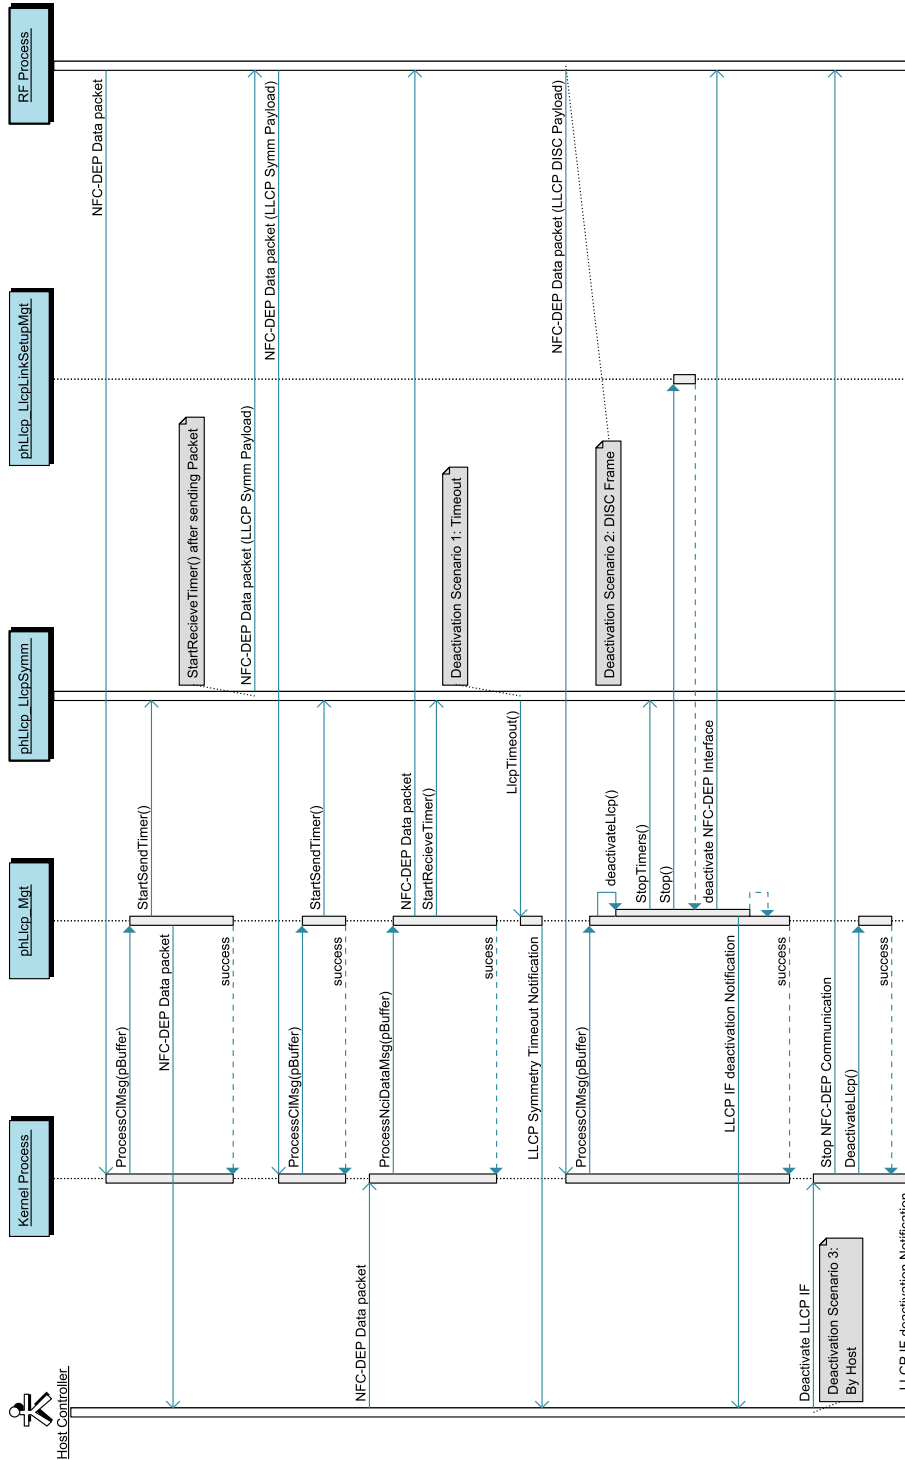 Host Controller
Kernel Process
phLlcp_Mgt
phLlcp_LlcpSymm
phLlcp_LlcpLinkSetupMgt
RF Process
NFC-DEP Data packet
ProcessClMsg(pBuffer)
StartSendTimer()
NFC-DEP Data packet
StartRecieveTimer() after sending Packet
success
NFC-DEP Data packet (LLCP Symm Payload)
NFC-DEP Data packet (LLCP Symm Payload)
ProcessClMsg(pBuffer)
StartSendTimer()
success
NFC-DEP Data packet
ProcessNciDataMsg(pBuffer)
NFC-DEP Data packet
StartRecieveTimer()
Deactivation Scenario 1: Timeout
sucess
LlcpTimeout()
LLCP Symmetry Timeout Notification
NFC-DEP Data packet (LLCP DISC Payload)
ProcessClMsg(pBuffer)
deactivateLlcp()
Deactivation Scenario 2: DISC Frame
StopTimers()
Stop()
deactivate NFC-DEP Interface
LLCP IF deactivation Notification
success
Deactivate LLCP IF
Stop NFC-DEP Communication
Deactivation Scenario 3:
By Host
DeactivateLlcp()
success
LLCP IF deactivation Notification